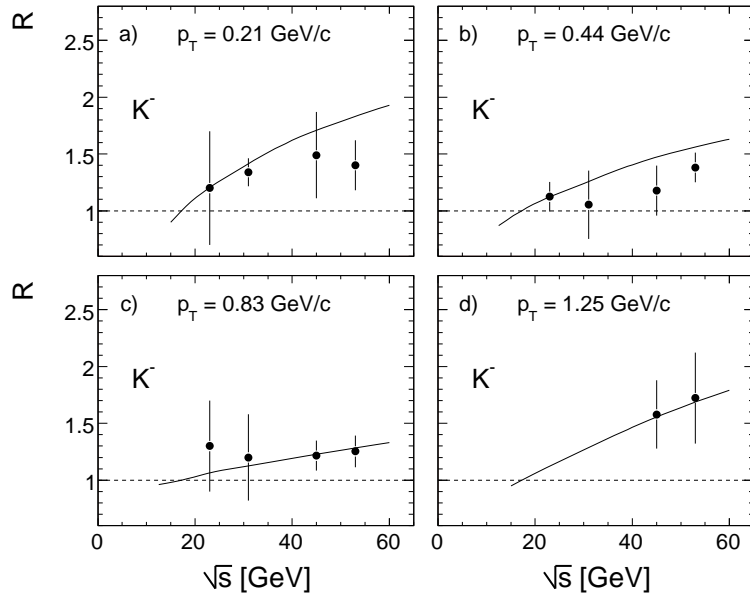 R
a) p_T = 0.21 GeV/c
b) p_T = 0.44 GeV/c
2.5
2
1.5
1
K⁻
K⁻
R
c) p_T = 0.83 GeV/c
d) p_T = 1.25 GeV/c
2.5
2
1.5
1
K⁻
K⁻
0 20 40 60 0 20 40 60
√s [GeV] √s [GeV]